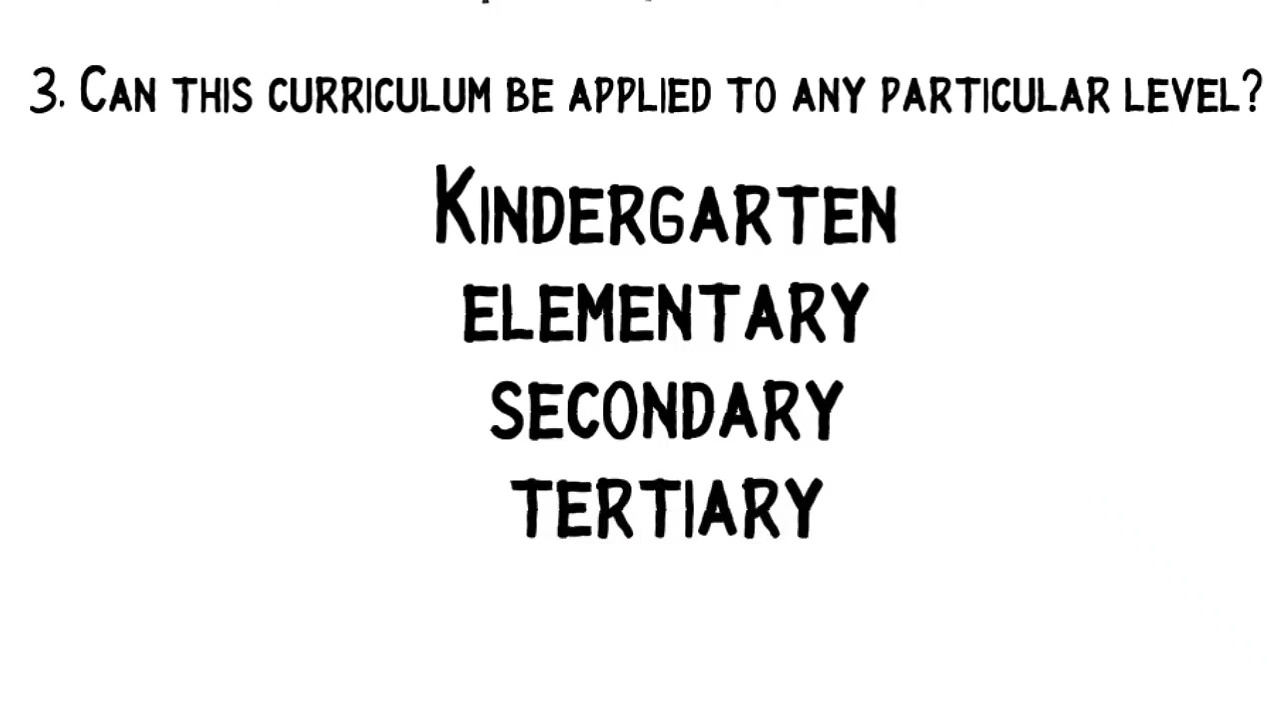 3. Can this curriculum be applied to any particular level?
Kindergarten
elementary
secondary
tertiary